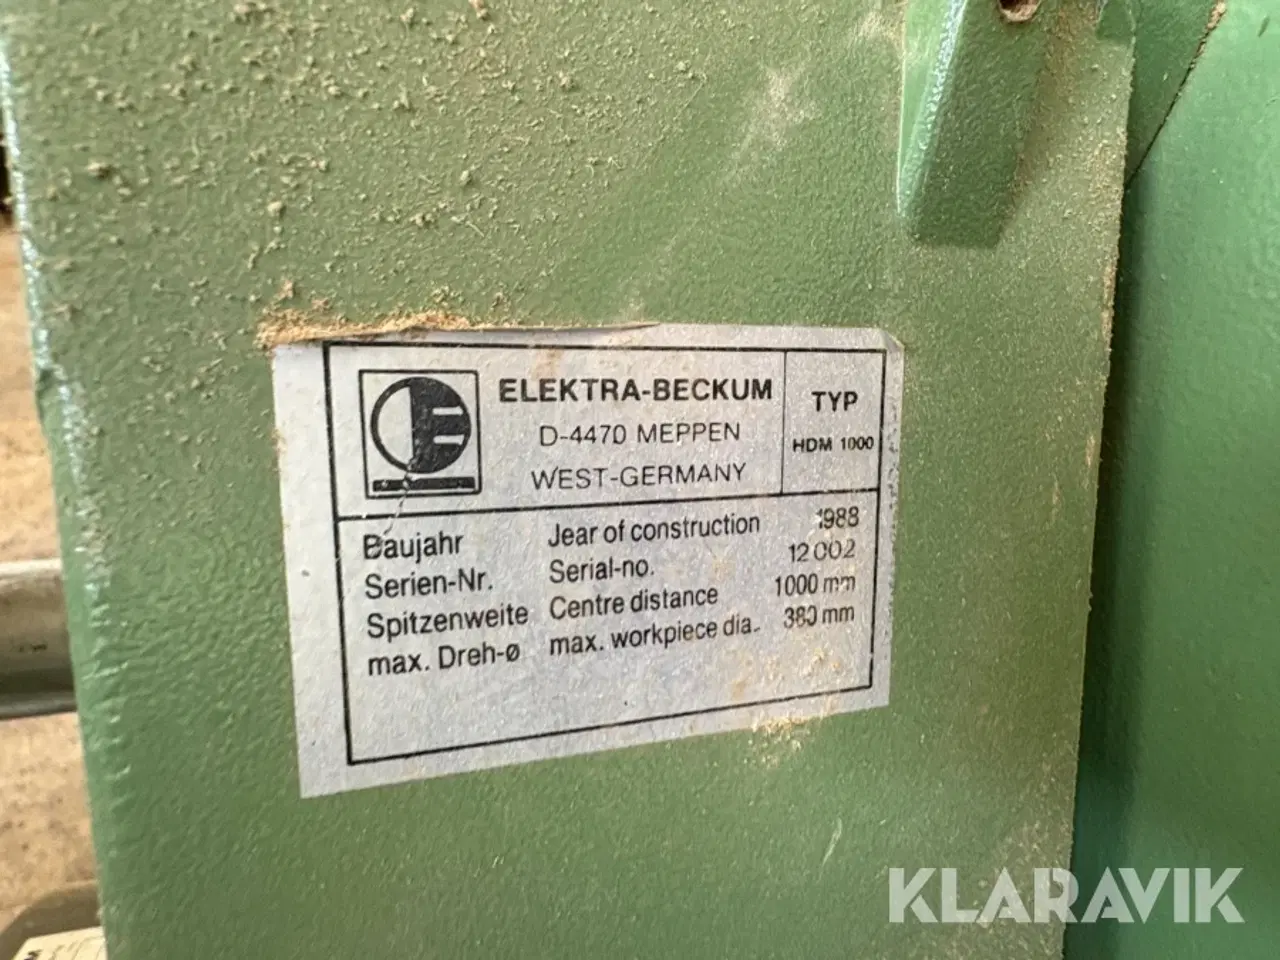 ELEKTRA-BECKUM
D-4470 MEPPEN
WEST-GERMANY
TYP
HDM 1000
Baujahr Jear of construction 1988
Serien-Nr. Serial-no. 12002
Spitzenweite Centre distance 1000 mm
max. Dreh-ø max. workpiece dia. 380 mm
KLARAVIK